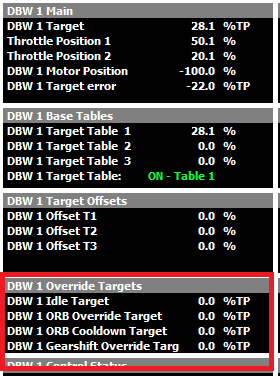 DBW 1 Main
DBW 1 Target 28.1 %TP
Throttle Position 1 50.1 %
Throttle Position 2 20.1 %
DBW 1 Motor Position -100.0 %
DBW 1 Target error -22.0 %TP
DBW 1 Base Tables
DBW 1 Target Table 1 28.1 %
DBW 1 Target Table 2 0.0 %
DBW 1 Target Table 3 0.0 %
DBW 1 Target Table: ON - Table 1
DBW 1 Target Offsets
DBW 1 Offset T1 0.0 %
DBW 1 Offset T2 0.0 %
DBW 1 Offset T3 0.0 %
DBW 1 Override Targets
DBW 1 Idle Target 0.0 %TP
DBW 1 ORB Override Target 0.0 %TP
DBW 1 ORB Cooldown Target 0.0 %TP
DBW 1 Gearshift Override Targ 0.0 %TP
DBW 1 Control Status